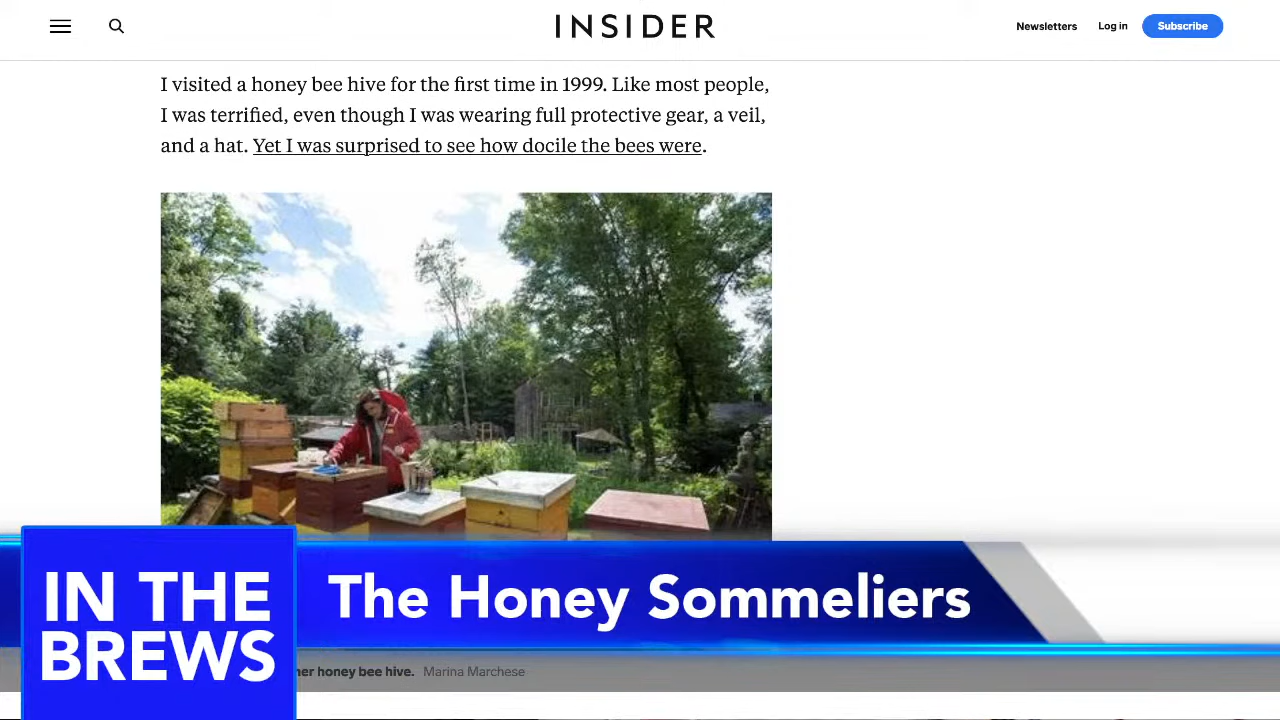 INSIDER
Newsletters
Log in
Subscribe
I visited a honey bee hive for the first time in 1999. Like most people,
I was terrified, even though I was wearing full protective gear, a veil,
and a hat. Yet I was surprised to see how docile the bees were.
IN THE
BREWS
The Honey Sommeliers
honey bee hive. Marina Marchese